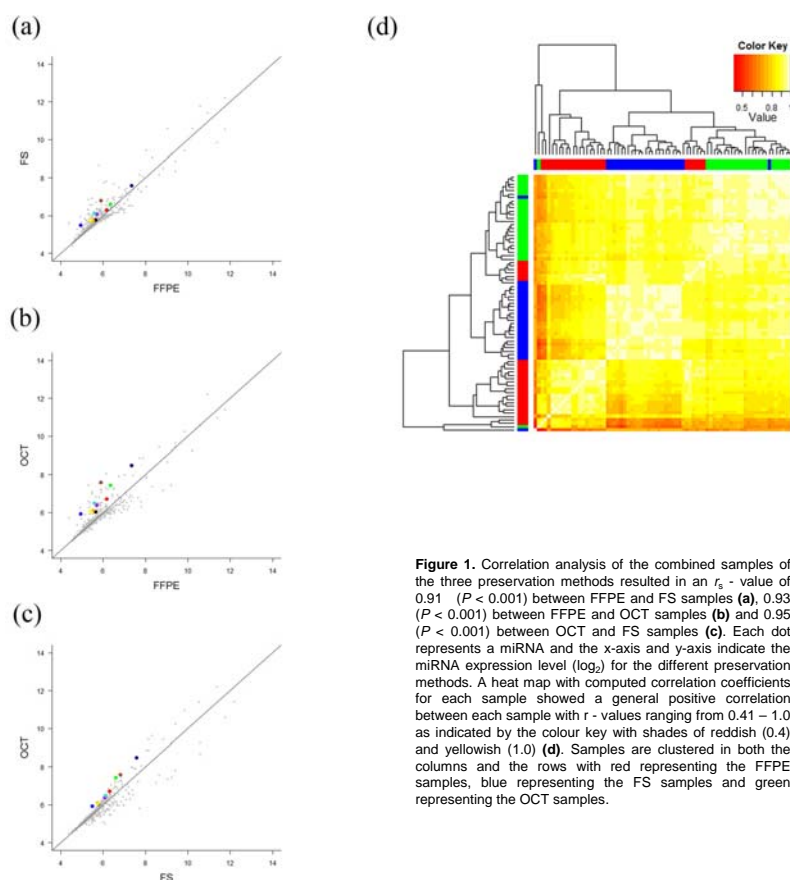 (a)
14
12
10
8
6
4
FS
4 6 8 10 12 14
FFPE
(b)
14
12
10
8
6
4
OCT
4 6 8 10 12 14
FFPE
(c)
14
12
10
8
6
4
OCT
4 6 8 10 12 14
FS
(d)
Color Key
0.5 0.8 1
Value
Figure 1. Correlation analysis of the combined samples of
the three preservation methods resulted in an rs - value of
0.91 (P < 0.001) between FFPE and FS samples (a), 0.93
(P < 0.001) between FFPE and OCT samples (b) and 0.95
(P < 0.001) between OCT and FS samples (c). Each dot
represents a miRNA and the x-axis and y-axis indicate the
miRNA expression level (log2) for the different preservation
methods. A heat map with computed correlation coefficients
for each sample showed a general positive correlation
between each sample with r - values ranging from 0.41 – 1.0
as indicated by the colour key with shades of reddish (0.4)
and yellowish (1.0) (d). Samples are clustered in both the
columns and the rows with red representing the FFPE
samples, blue representing the FS samples and green
representing the OCT samples.